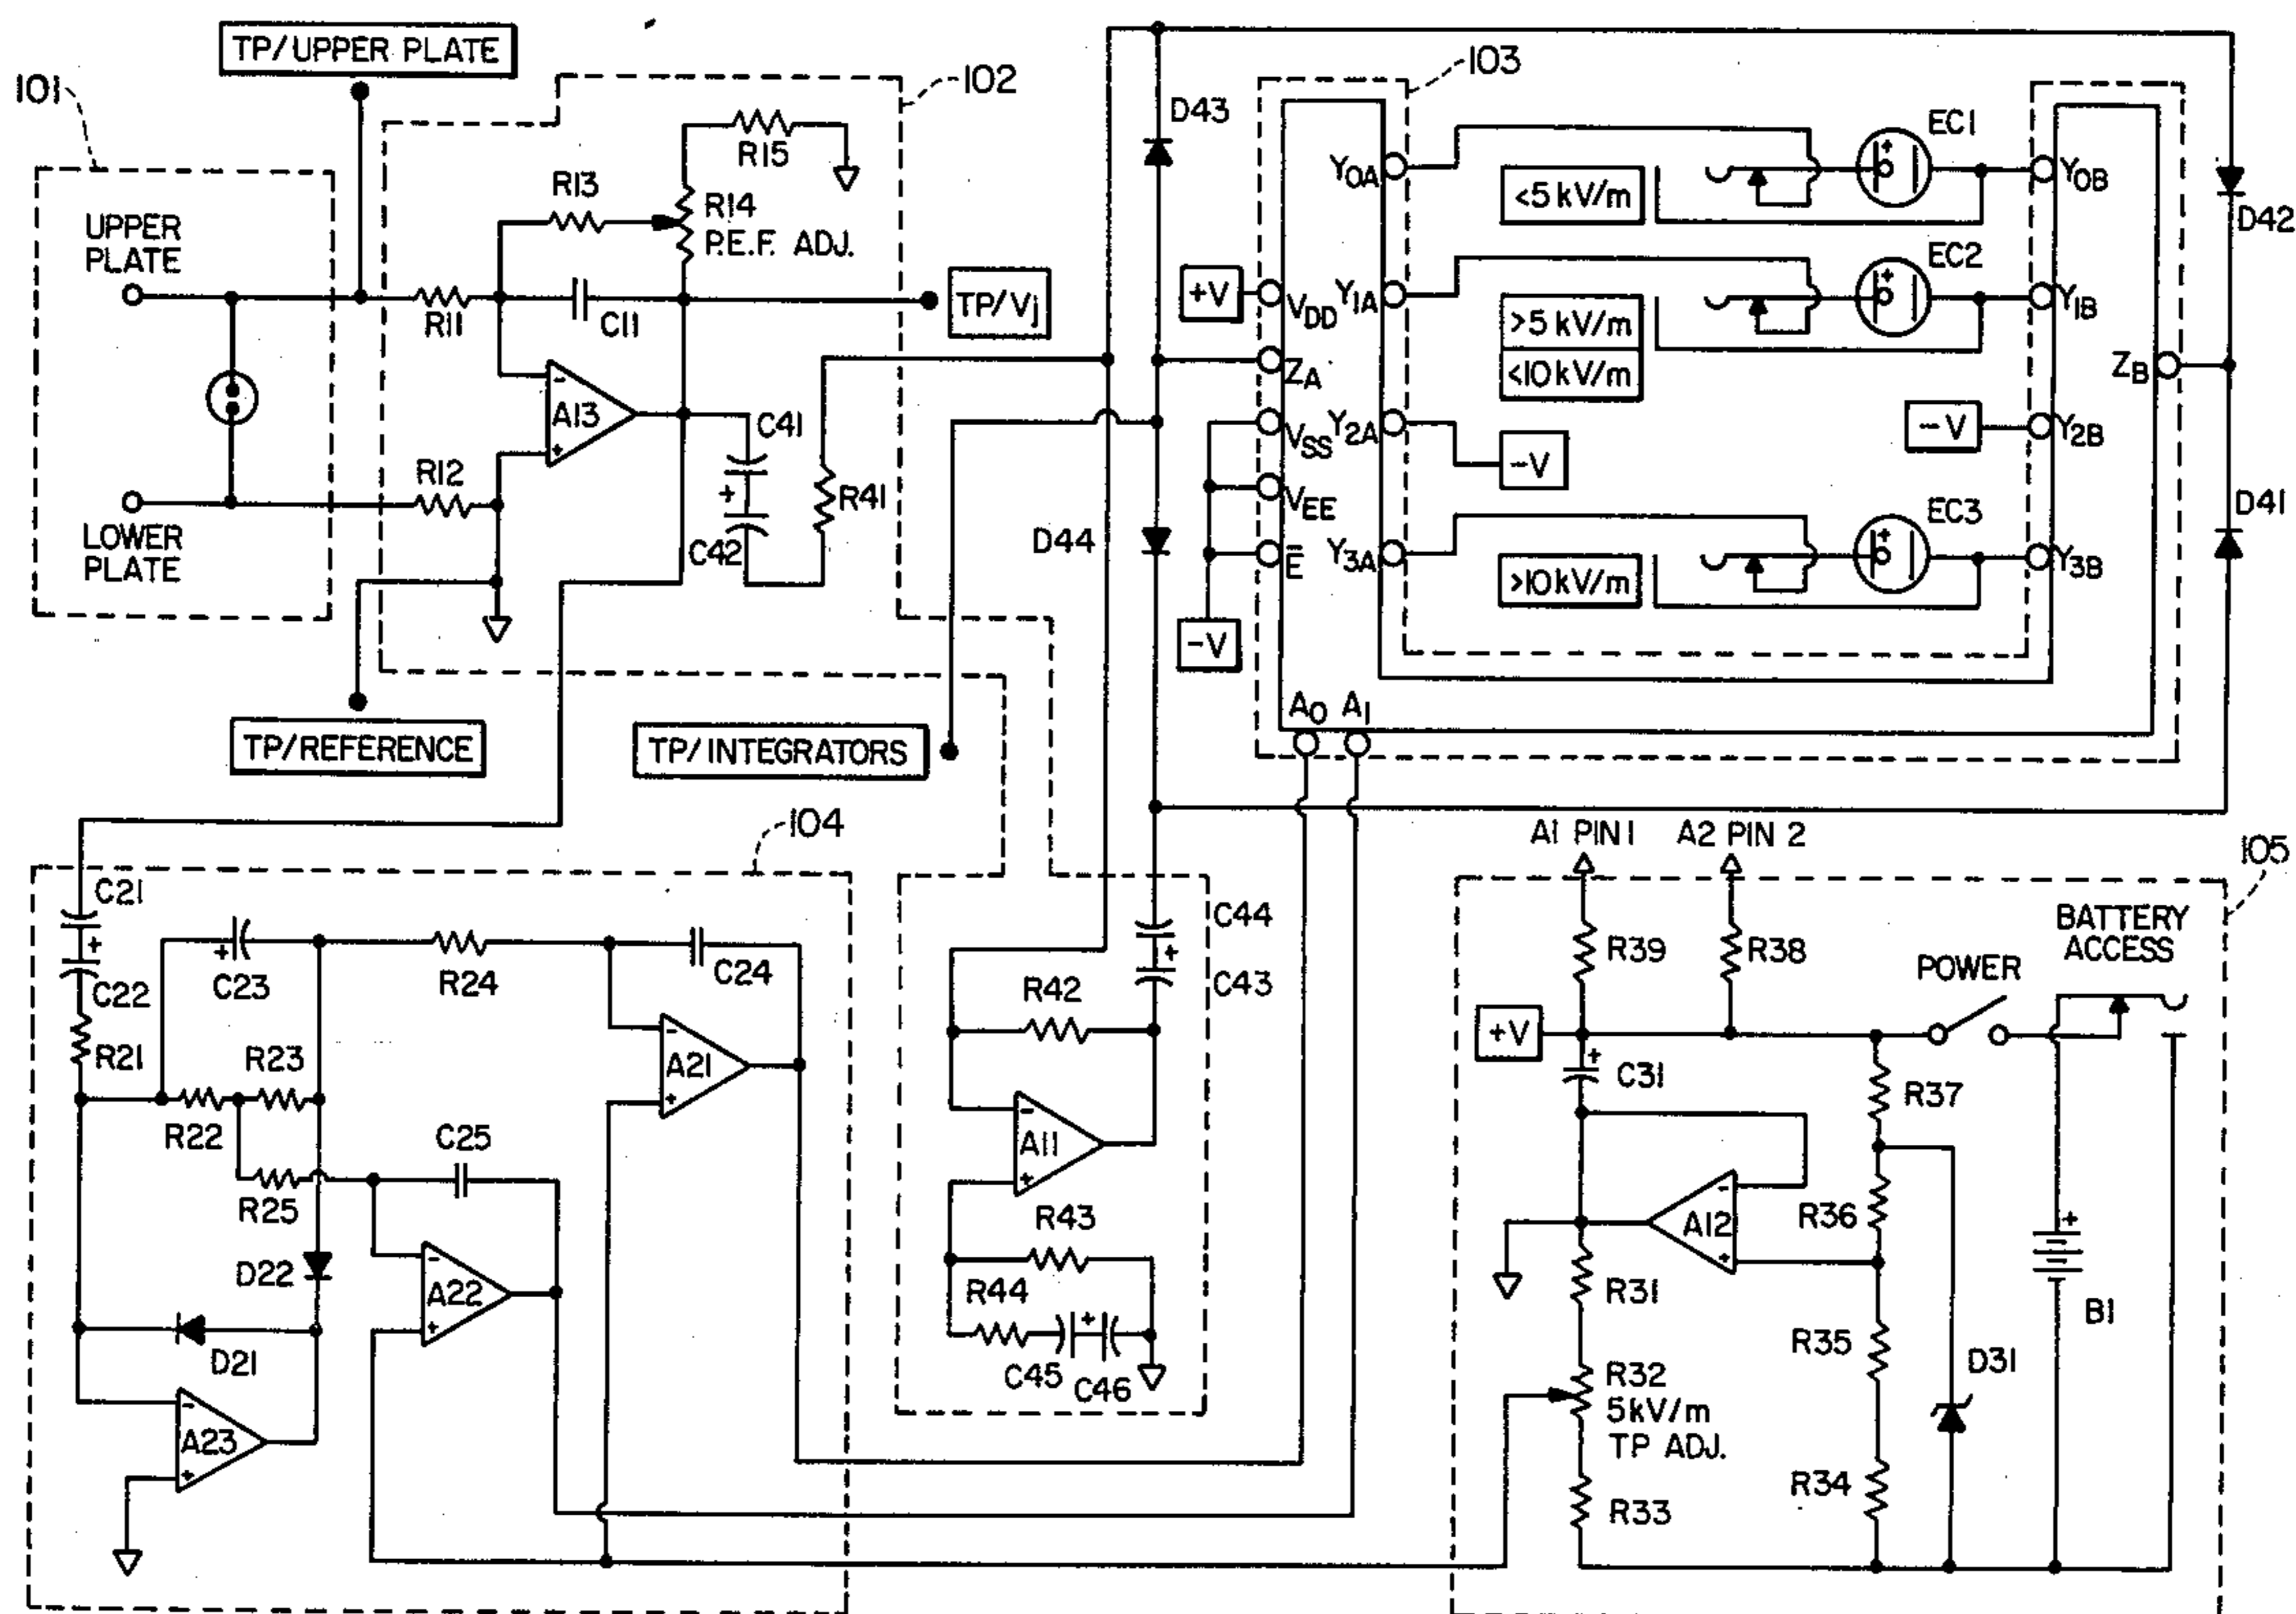 TP/UPPER PLATE
101
102
103
D43
R15
R13
R14
P.E.F. ADJ.
UPPER
PLATE
R11
C11
TP/Vj
A13
-
+
C41
+
C42
R41
R12
LOWER
PLATE
TP/REFERENCE
TP/INTEGRATORS
D44
+V
VDD
ZA
VSS
VEE
E̅
-V
Y0A
Y1A
Y2A
Y3A
-V
<5 kV/m
>5 kV/m
<10 kV/m
>10 kV/m
EC1
+
EC2
+
EC3
+
-V
Y0B
Y1B
Y2B
Y3B
ZB
D42
D41
A0 A1
104
C21
+
C22
R21
C23
+
R24
C24
R23
R22
R25
C25
A21
-
+
D22
A22
-
+
D21
A23
-
+
C44
+
C43
R42
A11
-
+
R43
R44
+
C45
C46
A1 PIN 1
A2 PIN 2
105
R39
R38
BATTERY
ACCESS
POWER
+V
+
C31
R37
A12
-
+
R36
R31
R35
R32
5kV/m
TP ADJ.
R34
R33
D31
+
B1